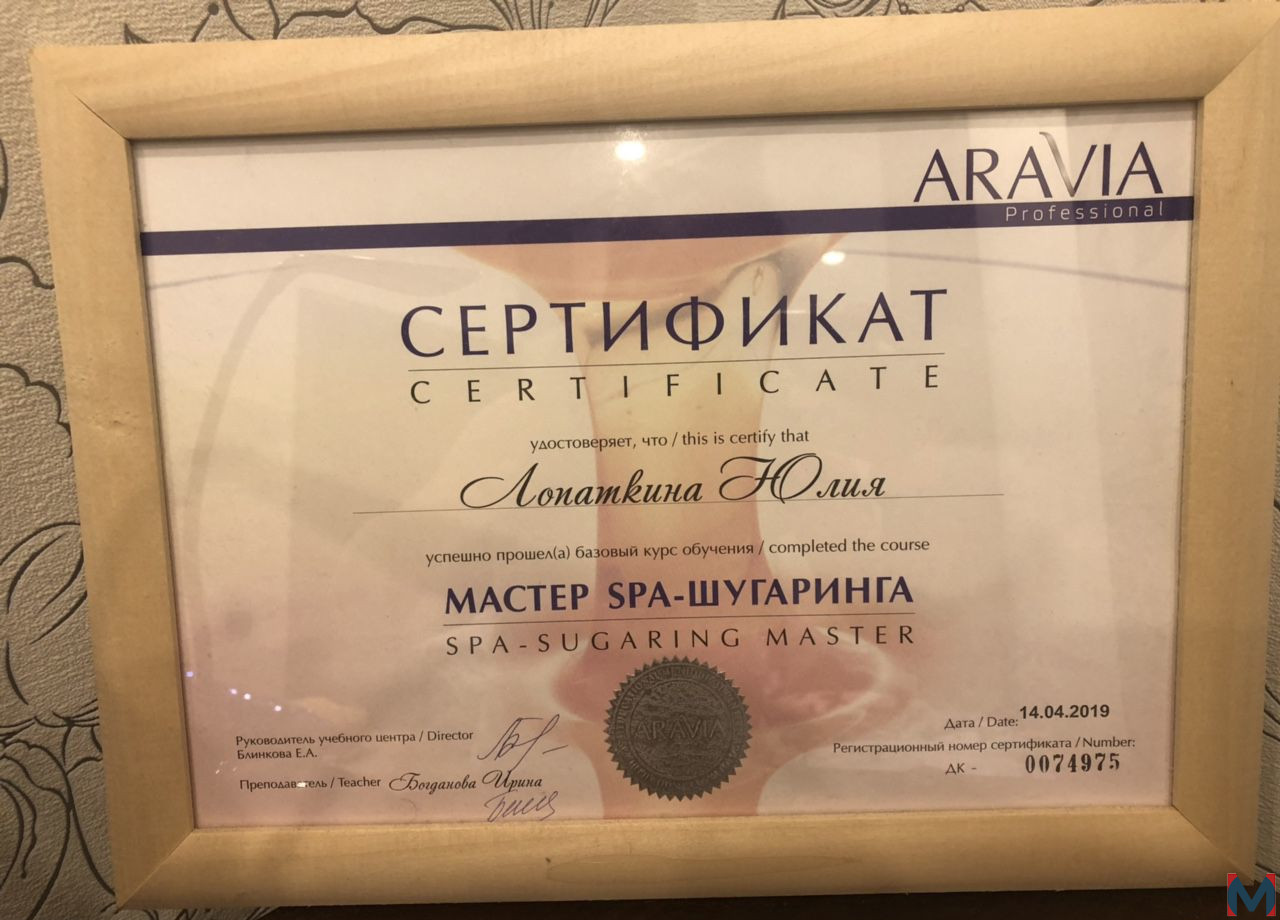 ARAVIA
Professional
СЕРТИФИКАТ
CERTIFICATE
удостоверяет, что / this is certify that
Лопаткина Юлия
успешно прошел(а) базовый курс обучения / completed the course
МАСТЕР SPA-ШУГАРИНГА
SPA-SUGARING MASTER
ARAVIA
Руководитель учебного центра / Director
Блинкова Е.А.
Преподаватель / Teacher Богданова Ирина
Дата / Date: 14.04.2019
Регистрационный номер сертификата / Number:
ДК - 0074975
M